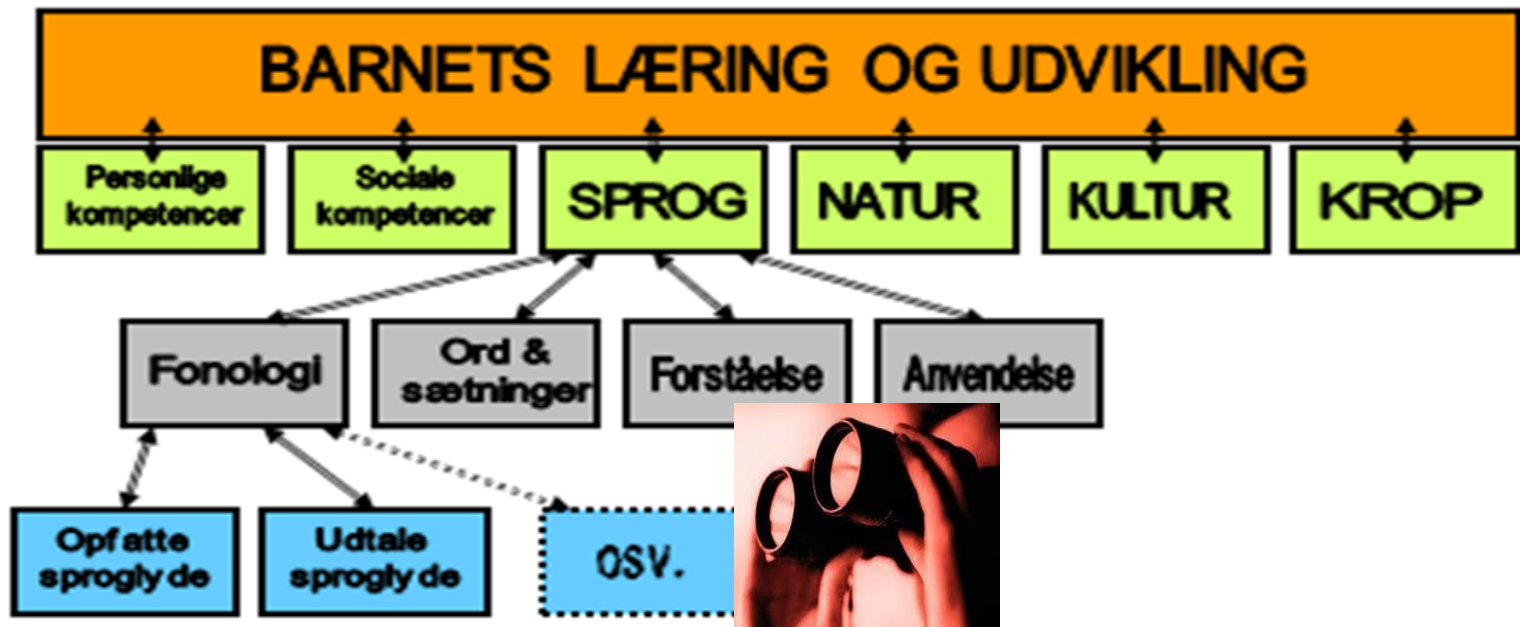 BARNETS LÆRING OG UDVIKLING
Personlige
kompetencer
Sociale
kompetencer
SPROG
NATUR
KULTUR
KROP
Fonologi
Ord &
sætninger
Forståelse
Anvendelse
Opfatte
sproglyde
Udtale
sproglyde
OSV.